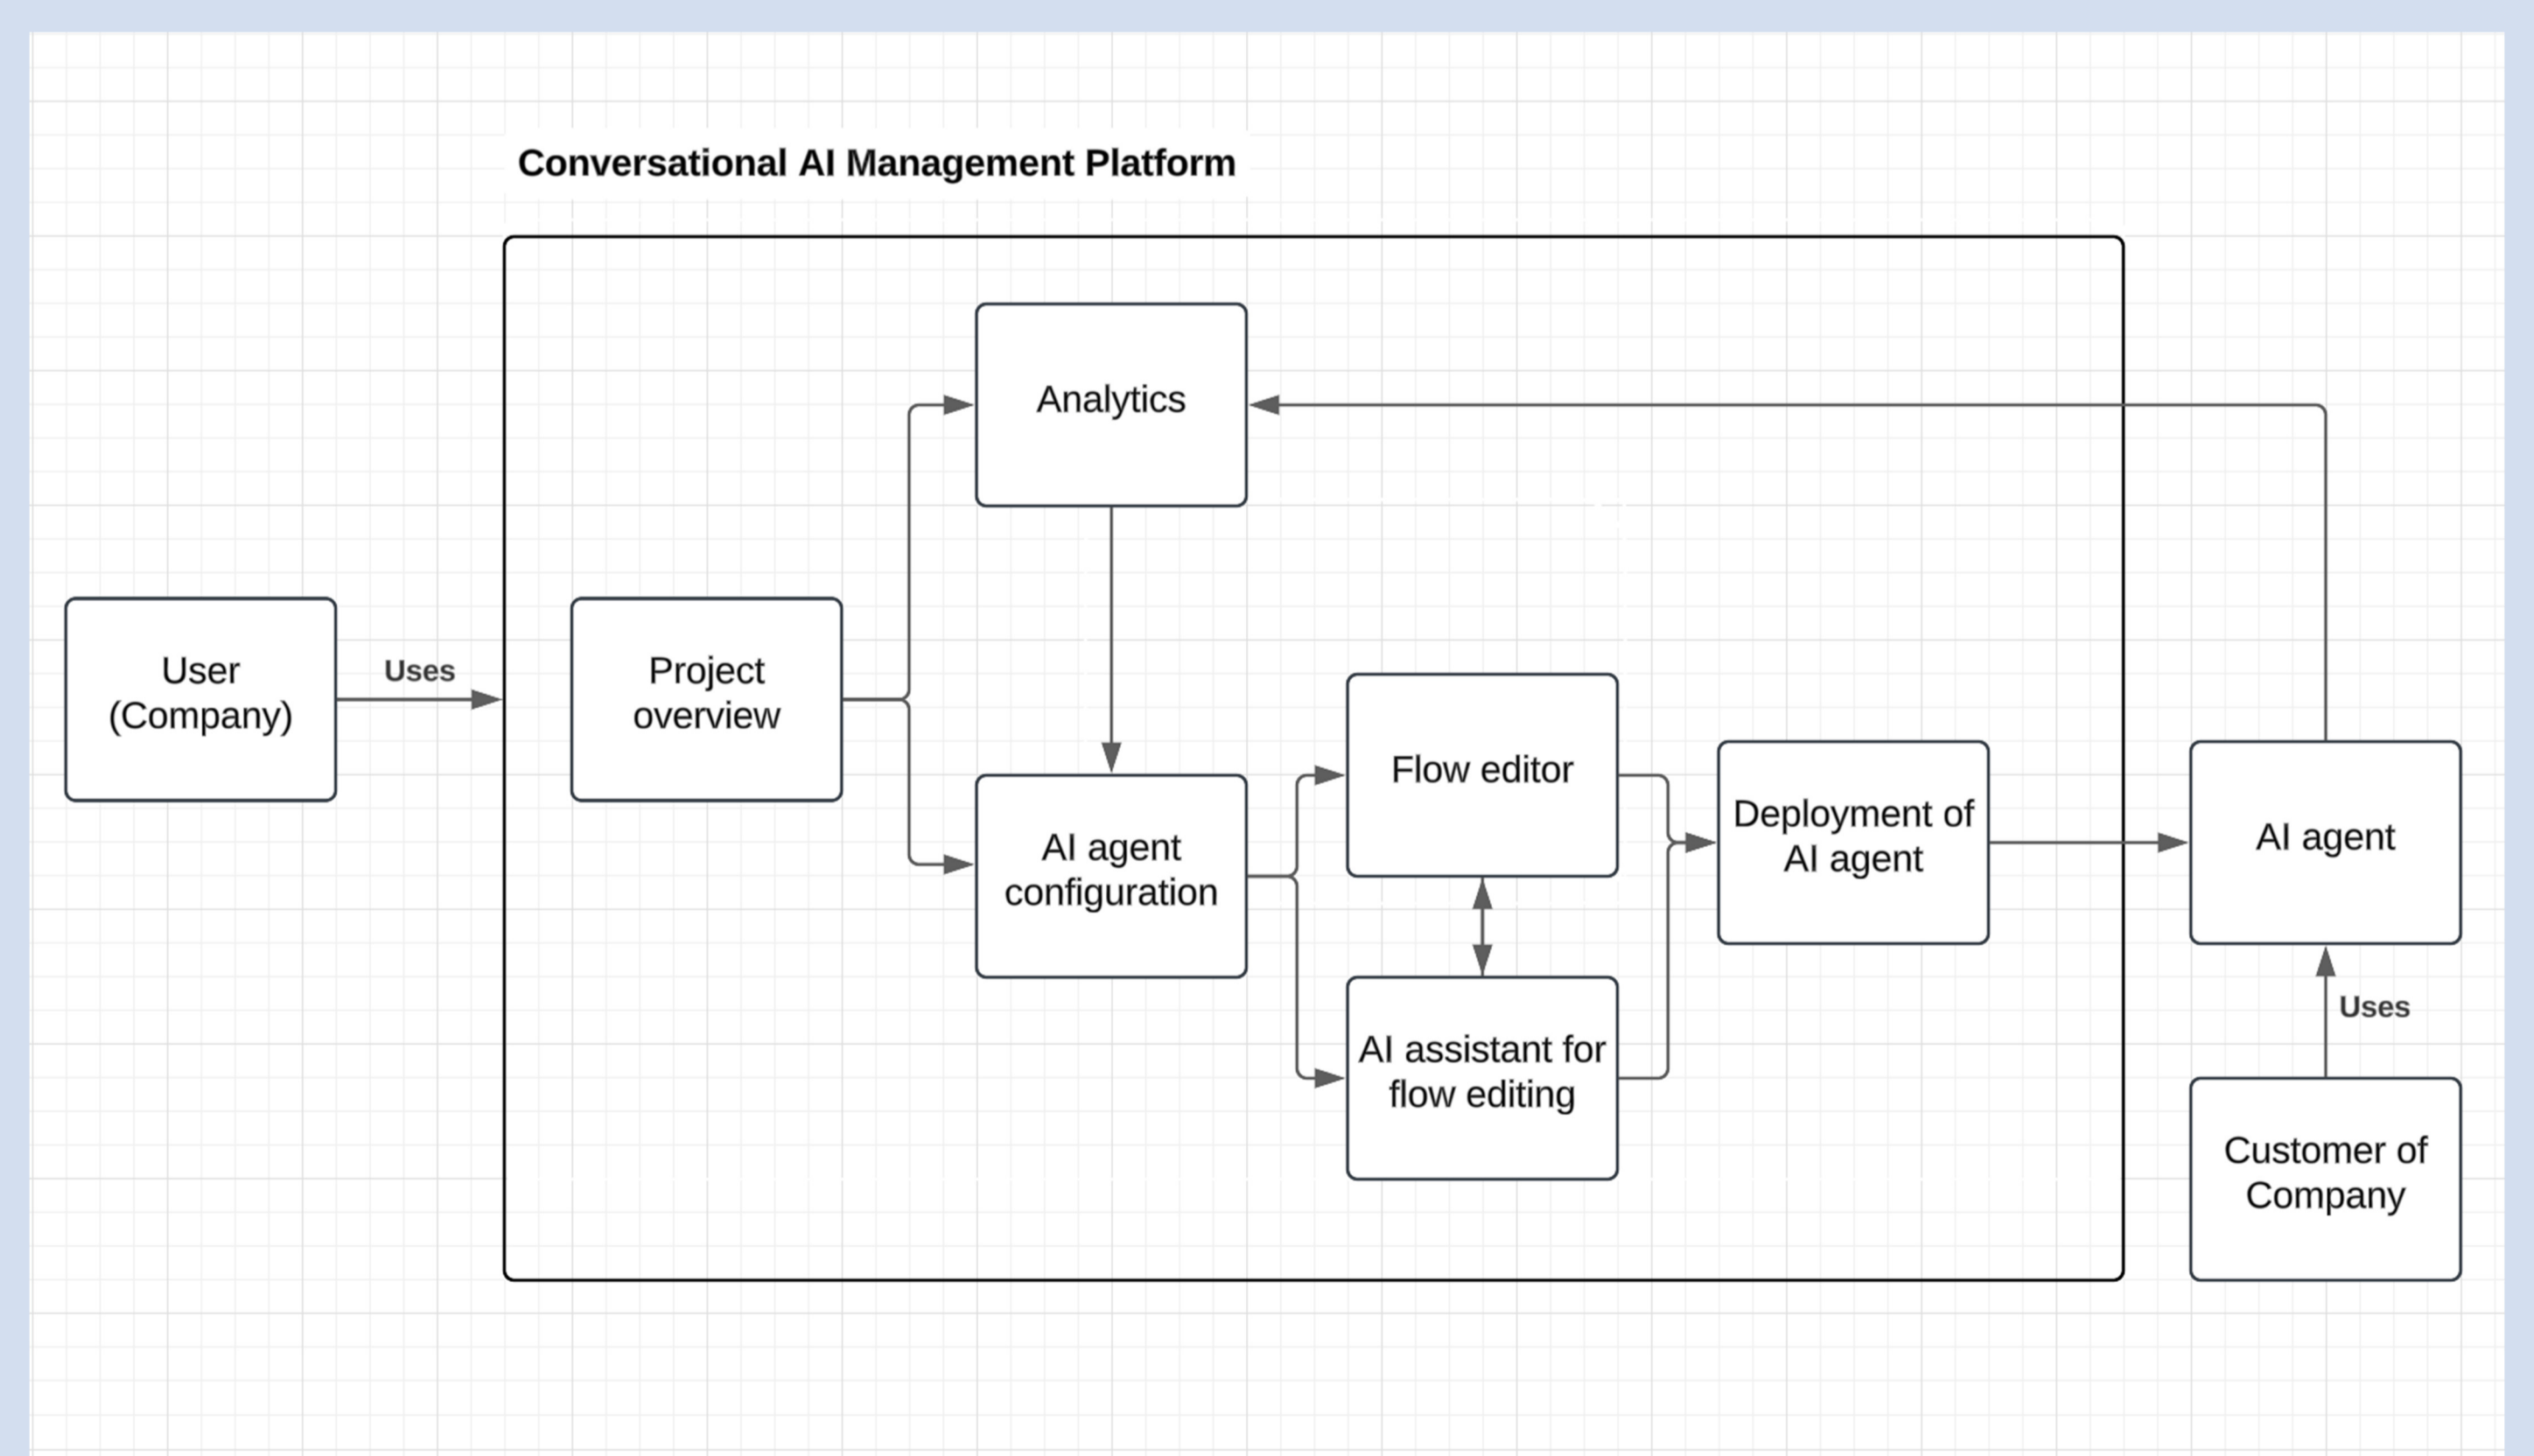 Conversational AI Management Platform
Analytics
User
(Company)
Uses
Project
overview
Flow editor
Deployment of
AI agent
AI agent
AI agent
configuration
Uses
AI assistant for
flow editing
Customer of
Company